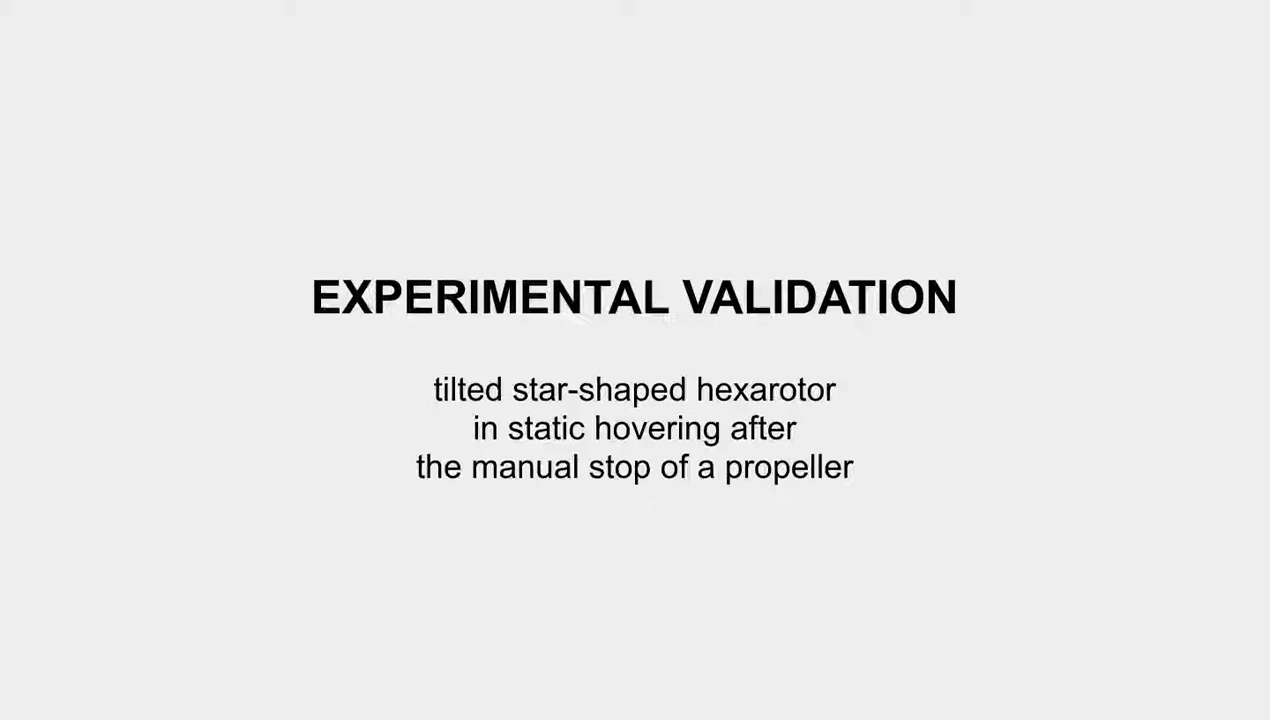 EXPERIMENTAL VALIDATION
tilted star-shaped hexarotor
in static hovering after
the manual stop of a propeller